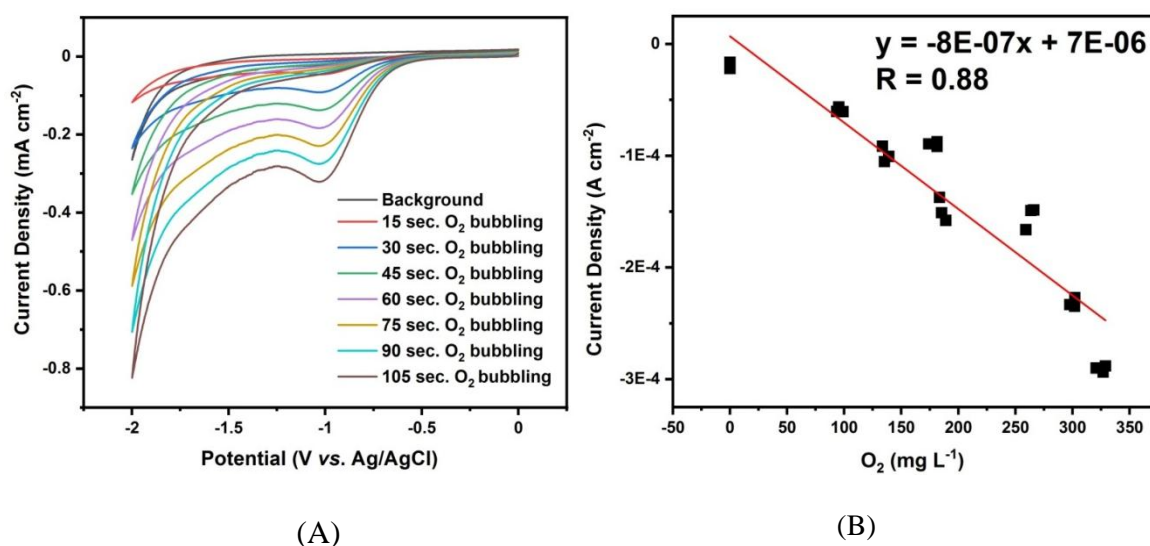 A)
0
-0.2
-0.4
-0.6
-0.8
Current Density (mA cm⁻²)
Background
15 sec. O₂ bubbling
30 sec. O₂ bubbling
45 sec. O₂ bubbling
60 sec. O₂ bubbling
75 sec. O₂ bubbling
90 sec. O₂ bubbling
105 sec. O₂ bubbling
-2 -1.5 -1 -0.5 0
Potential (V vs. Ag/AgCl)
(A)
B)
y = -8E-07x + 7E-06
R = 0.88
0
-1E-4
-2E-4
-3E-4
Current Density (A cm⁻²)
-50 0 50 100 150 200 250 300 350
O₂ (mg L⁻¹)
(B)